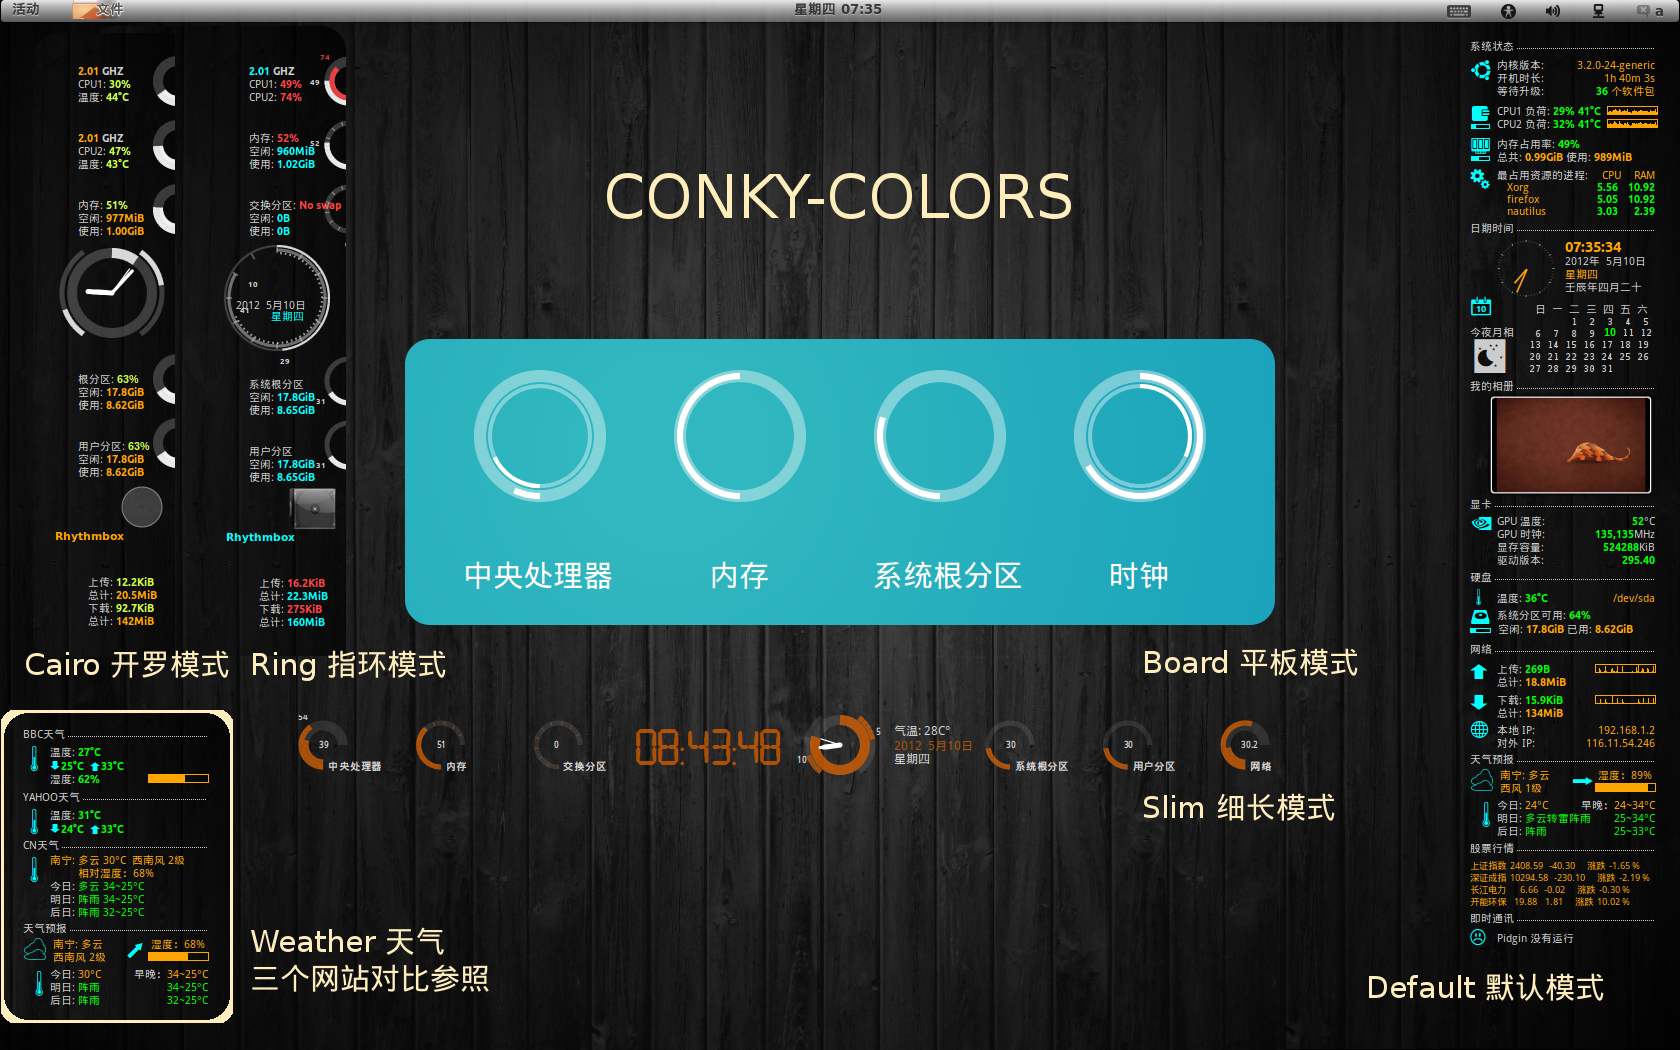 活动 文件 星期四 07:35 a
2.01 GHZ
CPU1: 30%
温度: 44°C
2.01 GHZ
CPU2: 47%
温度: 43°C
内存: 51%
空闲: 977MiB
使用: 1.00GiB
根分区: 63%
空闲: 17.8GiB
使用: 8.62GiB
用户分区: 63%
空闲: 17.8GiB
使用: 8.62GiB
Rhythmbox
上传: 12.2KiB
总计: 20.5MiB
下载: 92.7KiB
总计: 142MiB
Cairo 开罗模式
74
2.01 GHZ
CPU1: 49% 49
CPU2: 74%
内存: 52%
52
空闲: 960MiB
使用: 1.02GiB
交换分区: No swap
空闲: 0B
使用: 0B
10
2012 5月10日
41
星期四
29
系统根分区
空闲: 17.8GiB 31
使用: 8.65GiB
用户分区
空闲: 17.8GiB 31
使用: 8.65GiB
Rhythmbox
上传: 16.2KiB
总计: 22.3MiB
下载: 275KiB
总计: 160MiB
Ring 指环模式
CONKY-COLORS
中央处理器 内存 系统根分区 时钟
Board 平板模式
54
39
中央处理器
51
内存
0
交换分区
08:43:48
10
5
气温: 28C°
2012 5月10日
星期四
30
系统根分区
30
用户分区
30.2
网络
Slim 细长模式
BBC天气
温度: 27°C
25°C 33°C
湿度: 62%
YAHOO天气
温度: 31°C
24°C 33°C
CN天气
南宁: 多云 30°C 西南风 2级
相对湿度: 68%
今日: 多云 34~25°C
明日: 阵雨 34~25°C
后日: 阵雨 32~25°C
天气预报
南宁: 多云 湿度: 68%
西南风 2级
今日: 30°C 早晚: 34~25°C
明日: 阵雨 34~25°C
后日: 阵雨 32~25°C
Weather 天气
三个网站对比参照
系统状态
内核版本: 3.2.0-24-generic
开机时长: 1h 40m 3s
等待升级: 36 个软件包
CPU1 负荷: 29% 41°C
CPU2 负荷: 32% 41°C
内存占用率: 49%
总共: 0.99GiB 使用: 989MiB
最占用资源的进程: CPU RAM
Xorg 5.56 10.92
firefox 5.05 10.92
nautilus 3.03 2.39
日期时间
07:35:34
2012年 5月10日
星期四
壬辰年四月二十
10
日 一 二 三 四 五 六
1 2 3 4 5
今夜月相
6 7 8 9 10 11 12
13 14 15 16 17 18 19
20 21 22 23 24 25 26
27 28 29 30 31
我的相册
显卡
GPU 温度: 52°C
GPU 时钟: 135,135MHz
显存容量: 524288KiB
驱动版本: 295.40
硬盘
温度: 36°C /dev/sda
系统分区可用: 64%
空闲: 17.8GiB 已用: 8.62GiB
网络
上传: 269B
总计: 18.8MiB
下载: 15.9KiB
总计: 134MiB
本地 IP: 192.168.1.2
对外 IP: 116.11.54.246
天气预报
南宁: 多云 湿度: 89%
西风 1级
今日: 24°C 早晚: 24~34°C
明日: 多云转雷阵雨 25~34°C
后日: 阵雨 25~33°C
股票行情
上证指数 2408.59 -40.30 涨跌 -1.65 %
深证成指 10294.58 -230.10 涨跌 -2.19 %
长江电力 6.66 -0.02 涨跌 -0.30 %
开能环保 19.88 1.81 涨跌 10.02 %
即时通讯
Pidgin 没有运行
Default 默认模式